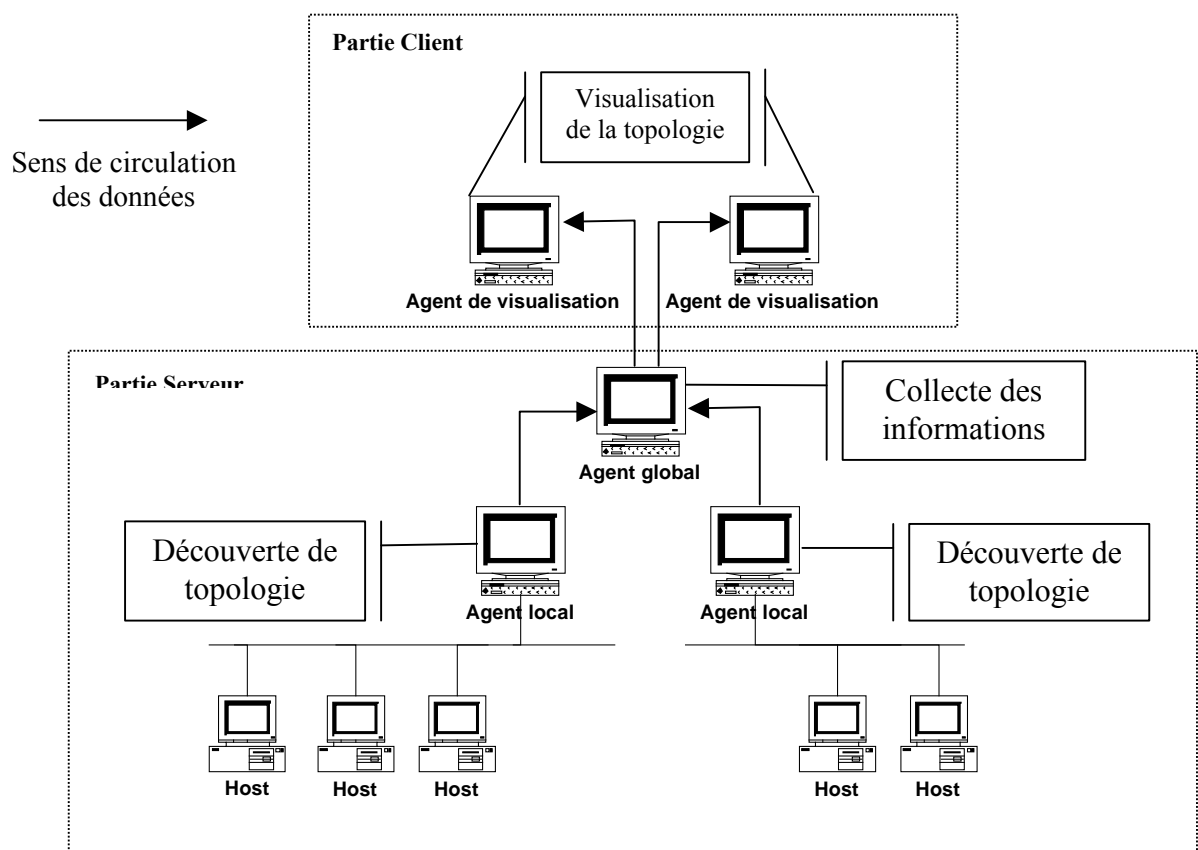 Partie Client
Visualisation
de la topologie
Sens de circulation
des données
Agent de visualisation
Agent de visualisation
Partie Serveur
Collecte des
informations
Agent global
Découverte de
topologie
Découverte de
topologie
Agent local
Agent local
Host
Host
Host
Host
Host